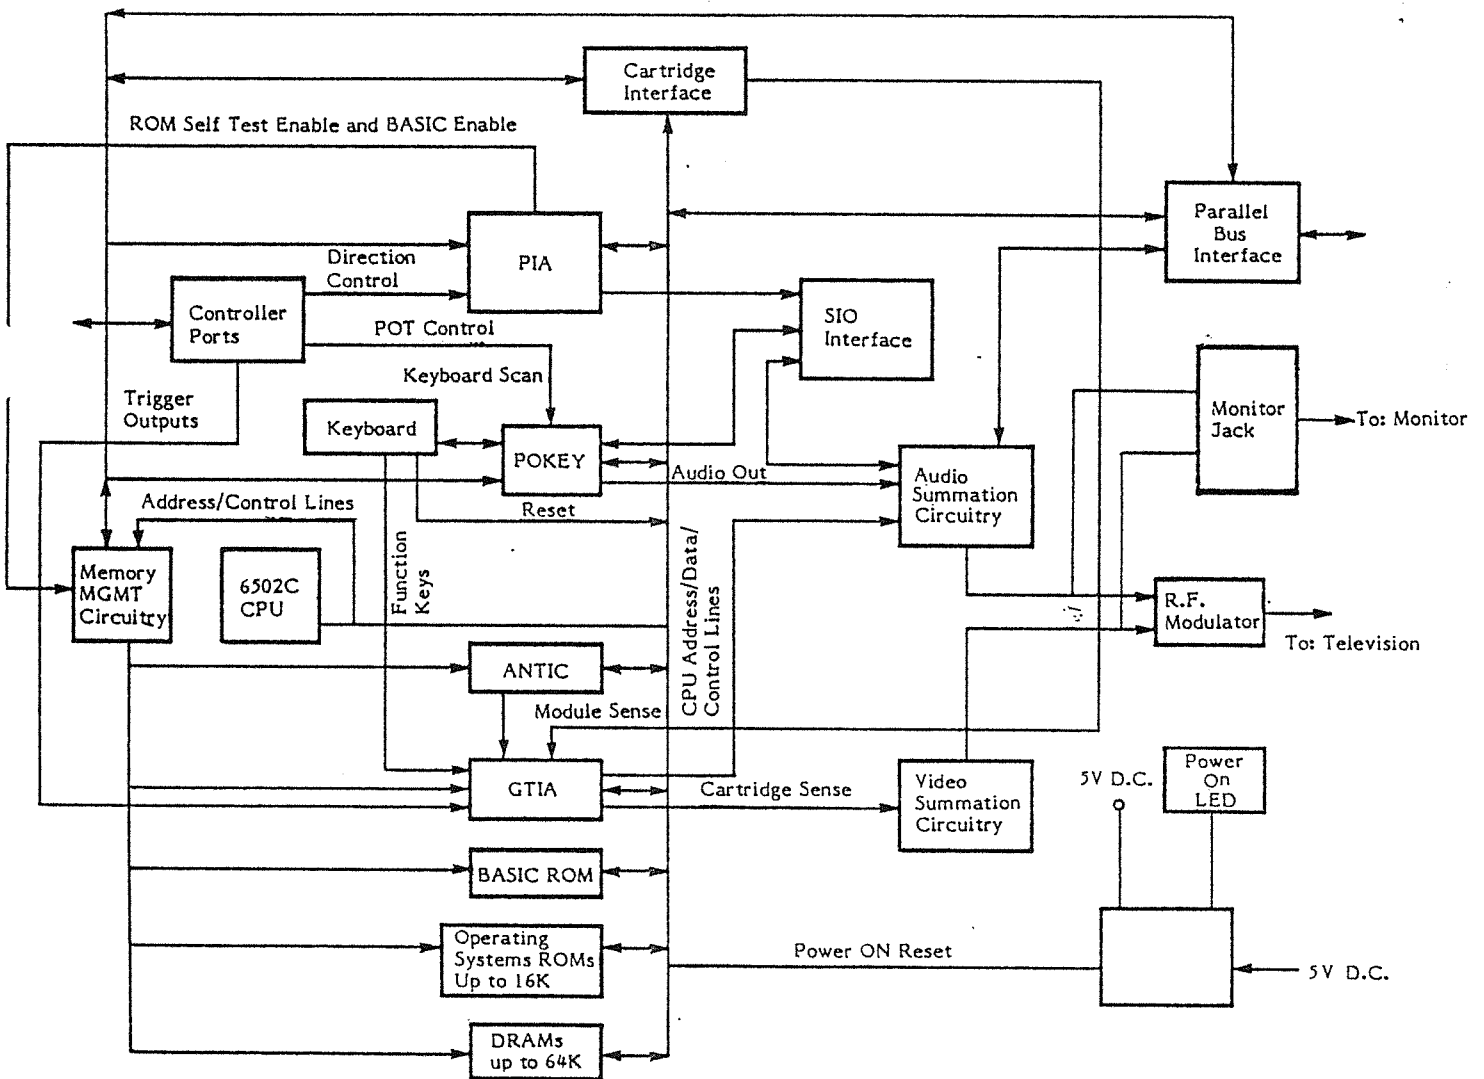 Cartridge
Interface
ROM Self Test Enable and BASIC Enable
Parallel
Bus
Interface
PIA
Direction
Control
Controller
Ports
SIO
Interface
POT Control
Keyboard Scan
Trigger
Outputs
Keyboard
Monitor
Jack
To: Monitor
POKEY
Audio Out
Audio
Summation
Circuitry
Address/Control Lines
Reset
Memory
MGMT
Circuitry
6502C
CPU
Function
Keys
CPU Address/Data/
Control Lines
R.F.
Modulator
To: Television
ANTIC
Module Sense
GTIA
Cartridge Sense
Video
Summation
Circuitry
5V D.C.
Power
On
LED
BASIC ROM
Operating
Systems ROMs
Up to 16K
Power ON Reset
5V D.C.
DRAMs
up to 64K